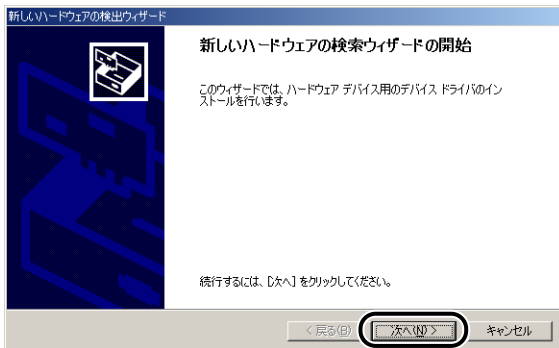 新しいハードウェアの検出ウィザード
新しいハードウェアの検索ウィザードの開始
このウィザードでは、ハードウェア デバイス用のデバイス ドライバのイン
ストールを行います。
続行するには、[次へ] をクリックしてください。
< 戻る(B) 次へ(N) > キャンセル